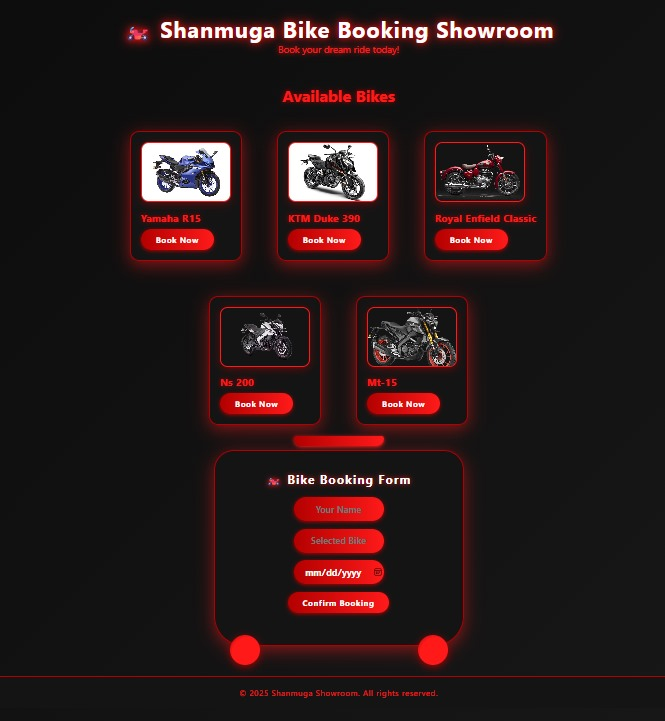 Shanmuga Bike Booking Showroom
Book your dream ride today!
Available Bikes
Yamaha R15
Book Now
KTM Duke 390
Book Now
Royal Enfield Classic
Book Now
Ns 200
Book Now
Mt-15
Book Now
Bike Booking Form
Your Name
Selected Bike
mm/dd/yyyy
Confirm Booking
© 2025 Shanmuga Showroom. All rights reserved.